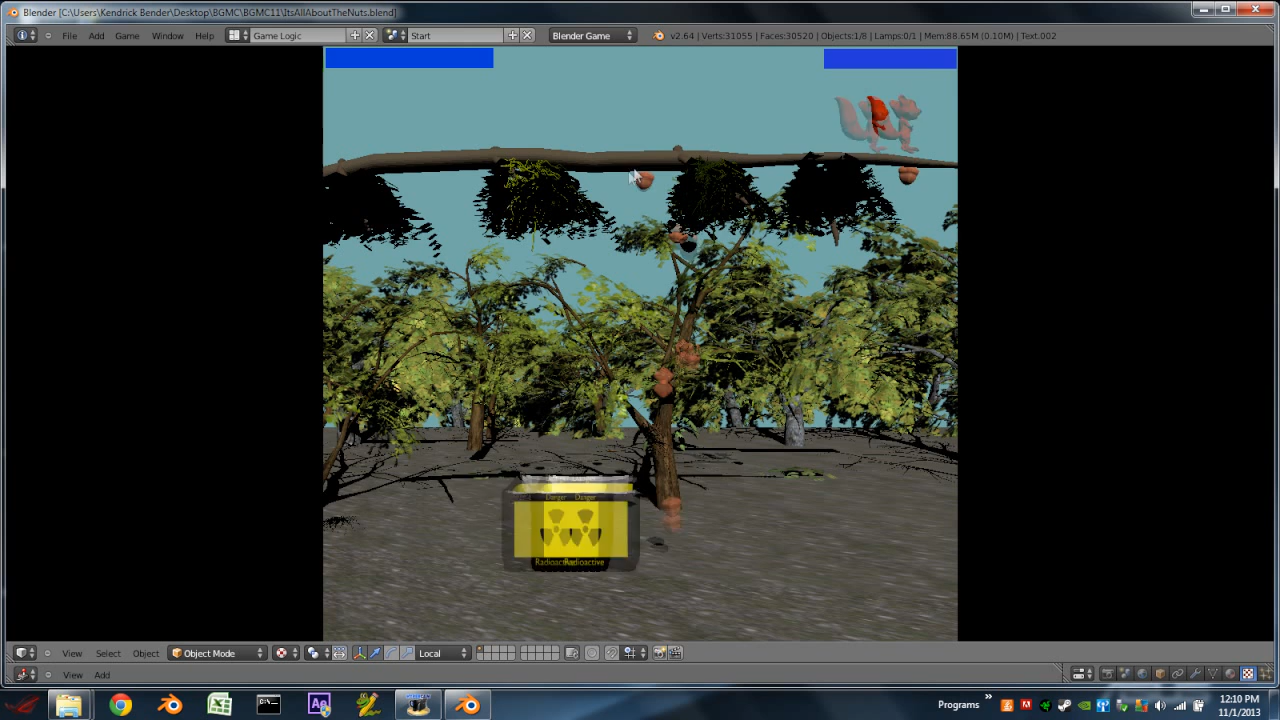 Blender [C:\Users\Kendrick Bender\Desktop\BGMC\BGMC11\ItsAllAboutTheNuts.blend]
File Add Game Window Help Game Logic Start Blender Game v2.64 | Verts:31055 | Faces:30520 | Objects:1/8 | Lamps:0/1 | Mem:88.65M (0.10M) | Text.002
Danger Danger
Radioactive Radioactive
View Select Object Object Mode Local
View Add
Programs 12:10 PM
11/1/2013